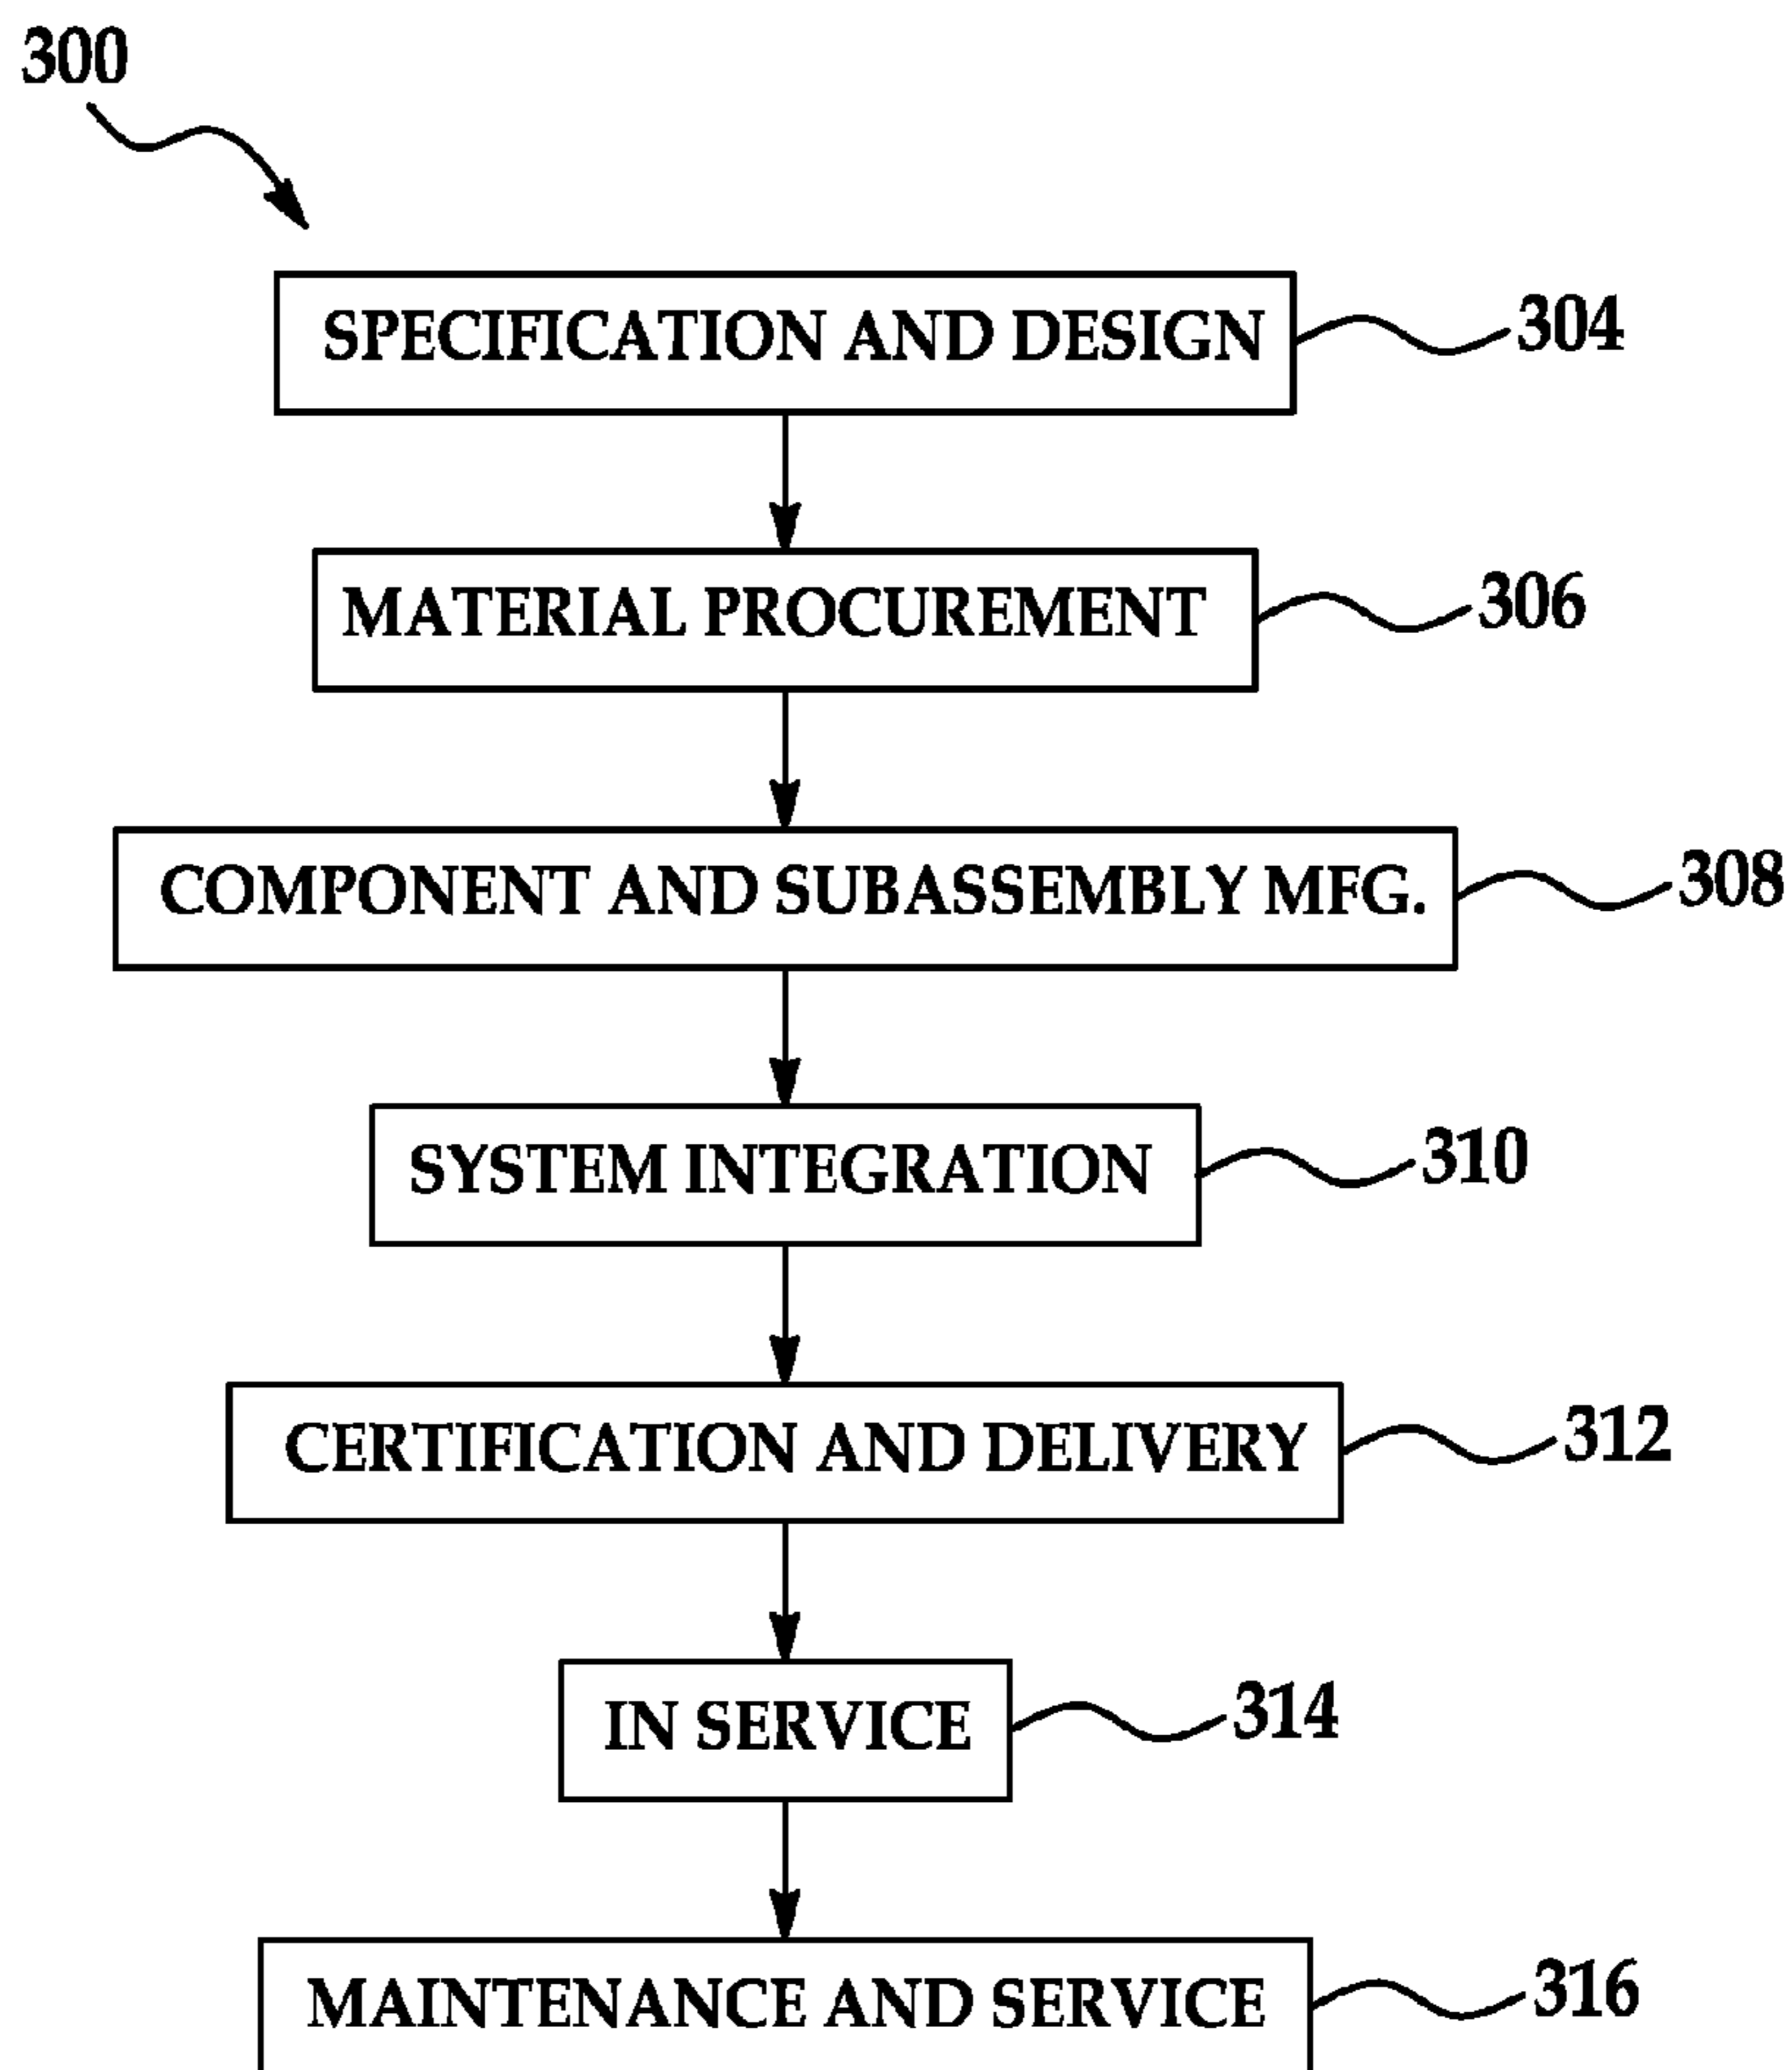 300
SPECIFICATION AND DESIGN 304
MATERIAL PROCUREMENT 306
COMPONENT AND SUBASSEMBLY MFG. 308
SYSTEM INTEGRATION 310
CERTIFICATION AND DELIVERY 312
IN SERVICE 314
MAINTENANCE AND SERVICE 316